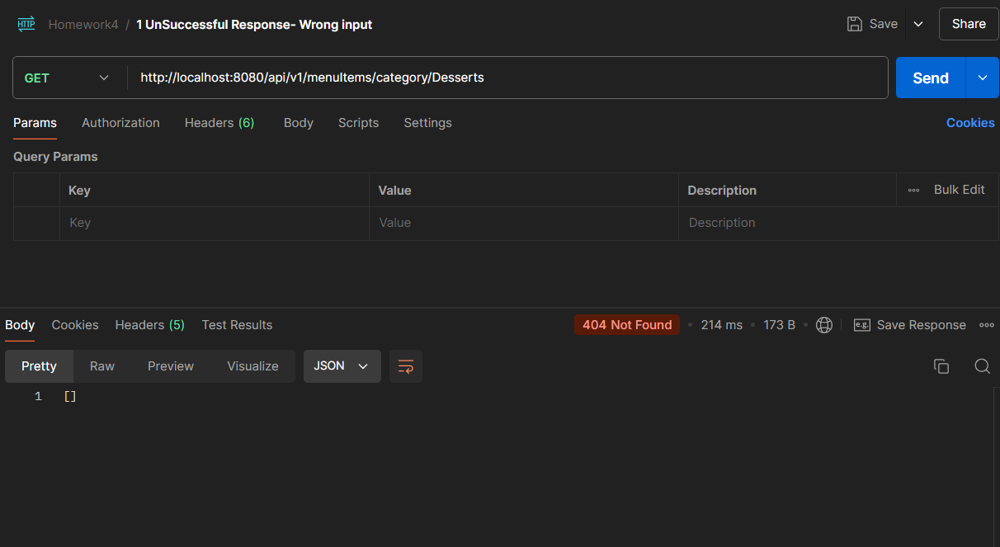 HTTP Homework4 / 1 UnSuccessful Response- Wrong input Save Share
GET http://localhost:8080/api/v1/menuItems/category/Desserts Send
Params Authorization Headers (6) Body Scripts Settings Cookies
Query Params
Key Value Description Bulk Edit
Key Value Description
Body Cookies Headers (5) Test Results 404 Not Found 214 ms 173 B e.g. Save Response
Pretty Raw Preview Visualize JSON
1 []